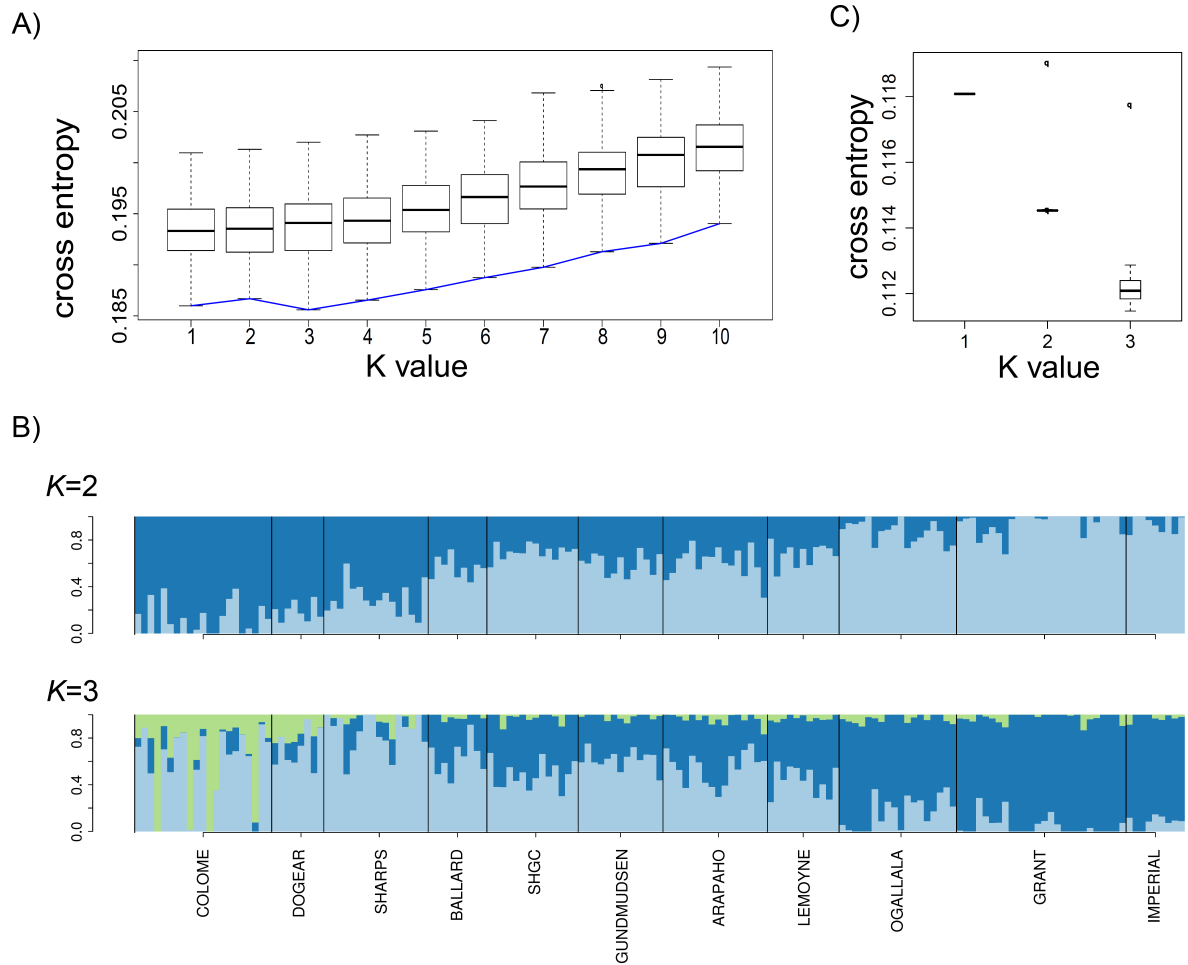 A)
C)
cross entropy
0.185 0.195 0.205
1 2 3 4 5 6 7 8 9 10
K value
cross entropy
0.112 0.114 0.116 0.118
1 2 3
K value
B)
K=2
0.0 0.4 0.8
K=3
0.0 0.4 0.8
COLOME
DOGEAR
SHARPS
BALLARD
SHGC
GUNDMUDSEN
ARAPAHO
LEMOYNE
OGALLALA
GRANT
IMPERIAL